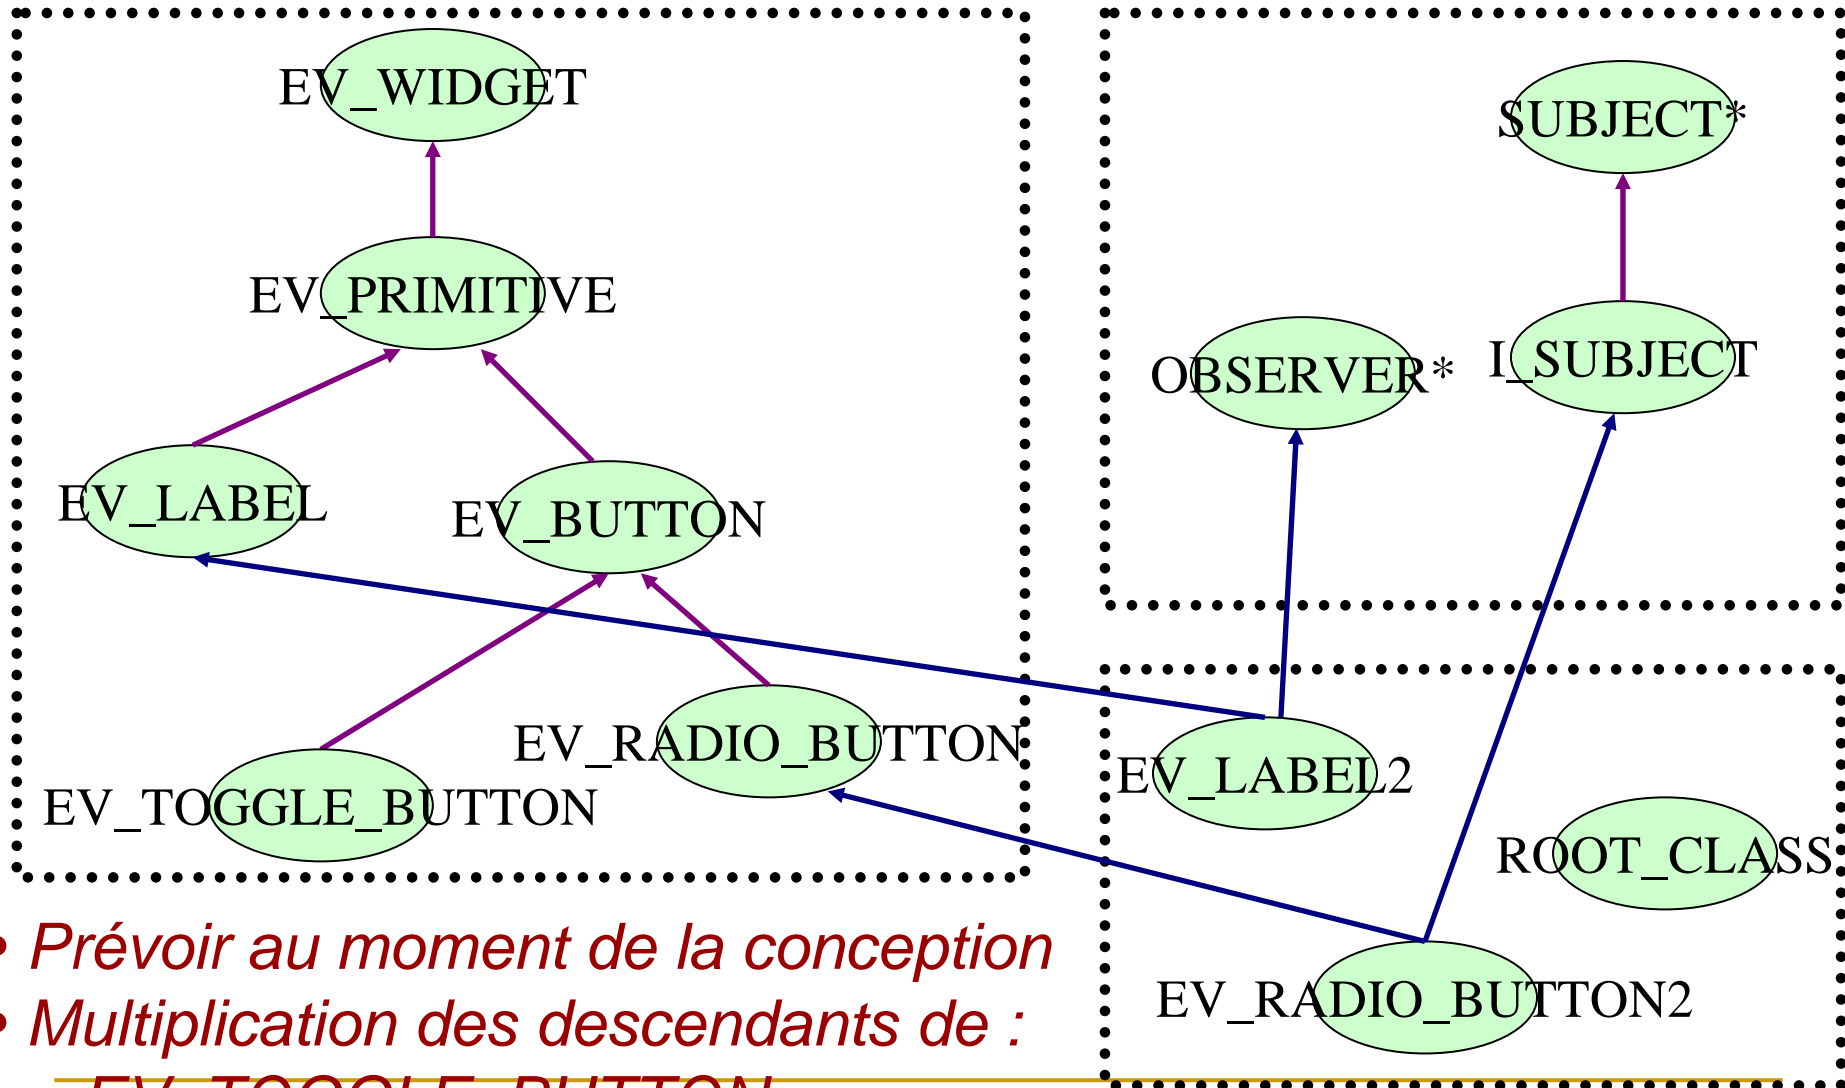 EV_WIDGET
EV_PRIMITIVE
EV_LABEL
EV_BUTTON
EV_RADIO_BUTTON
EV_TOGGLE_BUTTON
SUBJECT*
OBSERVER*
I_SUBJECT
EV_LABEL2
ROOT_CLASS
EV_RADIO_BUTTON2
• Prévoir au moment de la conception
• Multiplication des descendants de :
EV_TOGGLE_BUTTON